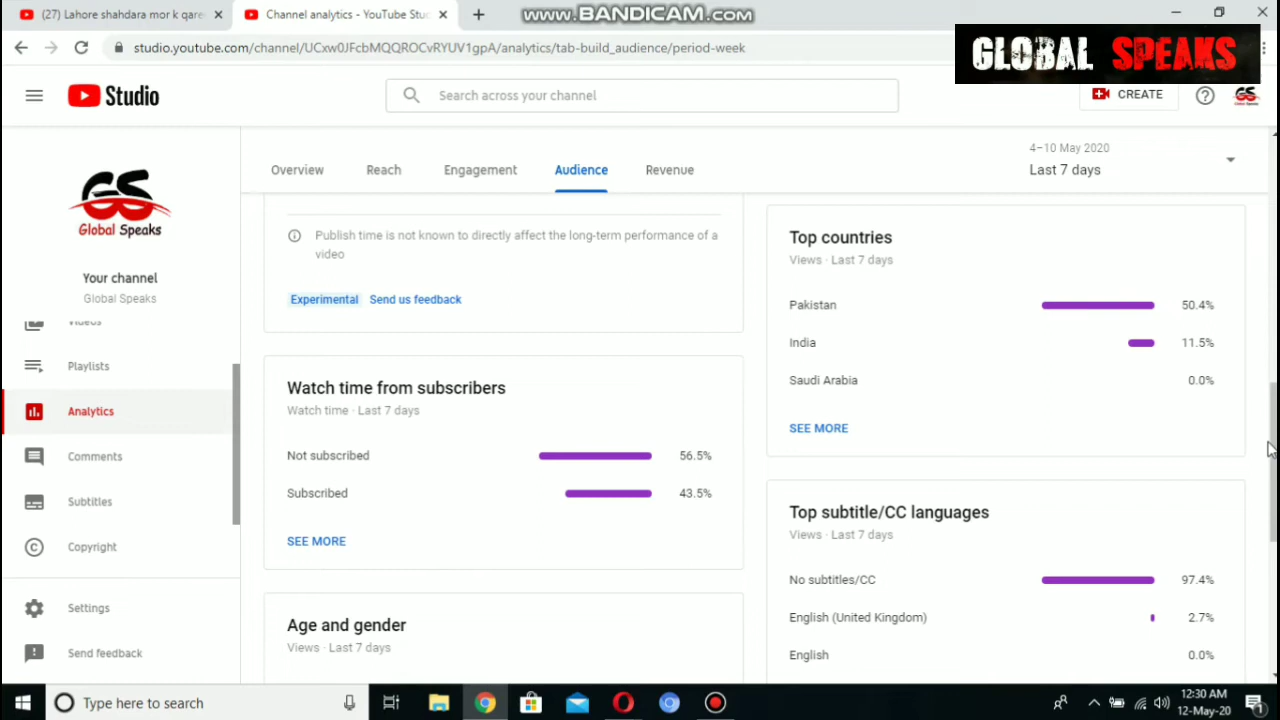 (27) Lahore shahdara mor k qare
Channel analytics - YouTube Stu
www.BANDICAM.com
studio.youtube.com/channel/UCxw0JFcbMQQROCvRYUV1gpA/analytics/tab-build_audience/period-week
GLOBAL SPEAKS
Studio
Search across your channel
CREATE
GS
Global Speaks
Your channel
Global Speaks
Videos
Playlists
Analytics
Comments
Subtitles
Copyright
Settings
Send feedback
Overview
Reach
Engagement
Audience
Revenue
4–10 May 2020
Last 7 days
Publish time is not known to directly affect the long-term performance of a
video
Experimental Send us feedback
Watch time from subscribers
Watch time · Last 7 days
Not subscribed 56.5%
Subscribed 43.5%
SEE MORE
Age and gender
Views · Last 7 days
Top countries
Views · Last 7 days
Pakistan 50.4%
India 11.5%
Saudi Arabia 0.0%
SEE MORE
Top subtitle/CC languages
Views · Last 7 days
No subtitles/CC 97.4%
English (United Kingdom) 2.7%
English 0.0%
Type here to search
12:30 AM
12-May-20
1